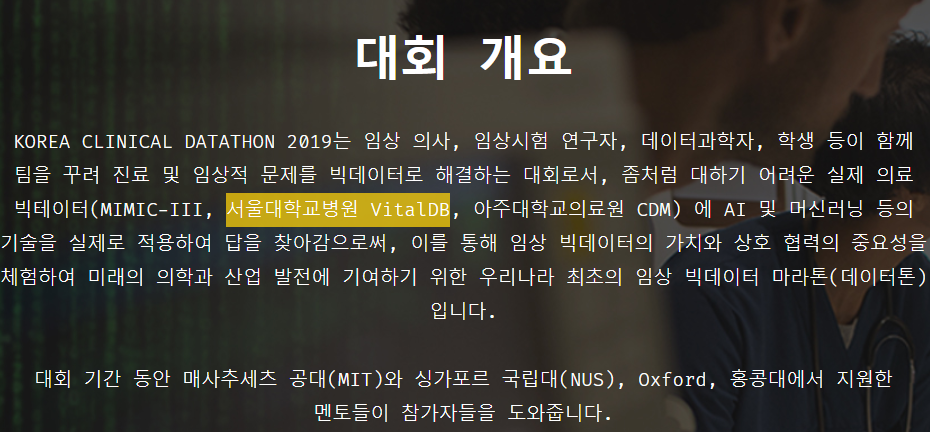 대회 개요
KOREA CLINICAL DATATHON 2019는 임상 의사, 임상시험 연구자, 데이터과학자, 학생 등이 함께
팀을 꾸려 진료 및 임상적 문제를 빅데이터로 해결하는 대회로서, 좀처럼 대하기 어려운 실제 의료
빅테이터(MIMIC-III, 서울대학교병원 VitalDB, 아주대학교의료원 CDM) 에 AI 및 머신러닝 등의
기술을 실제로 적용하여 답을 찾아감으로써, 이를 통해 임상 빅데이터의 가치와 상호 협력의 중요성을
체험하여 미래의 의학과 산업 발전에 기여하기 위한 우리나라 최초의 임상 빅데이터 마라톤(데이터톤)
입니다.
대회 기간 동안 매사추세츠 공대(MIT)와 싱가포르 국립대(NUS), Oxford, 홍콩대에서 지원한
멘토들이 참가자들을 도와줍니다.